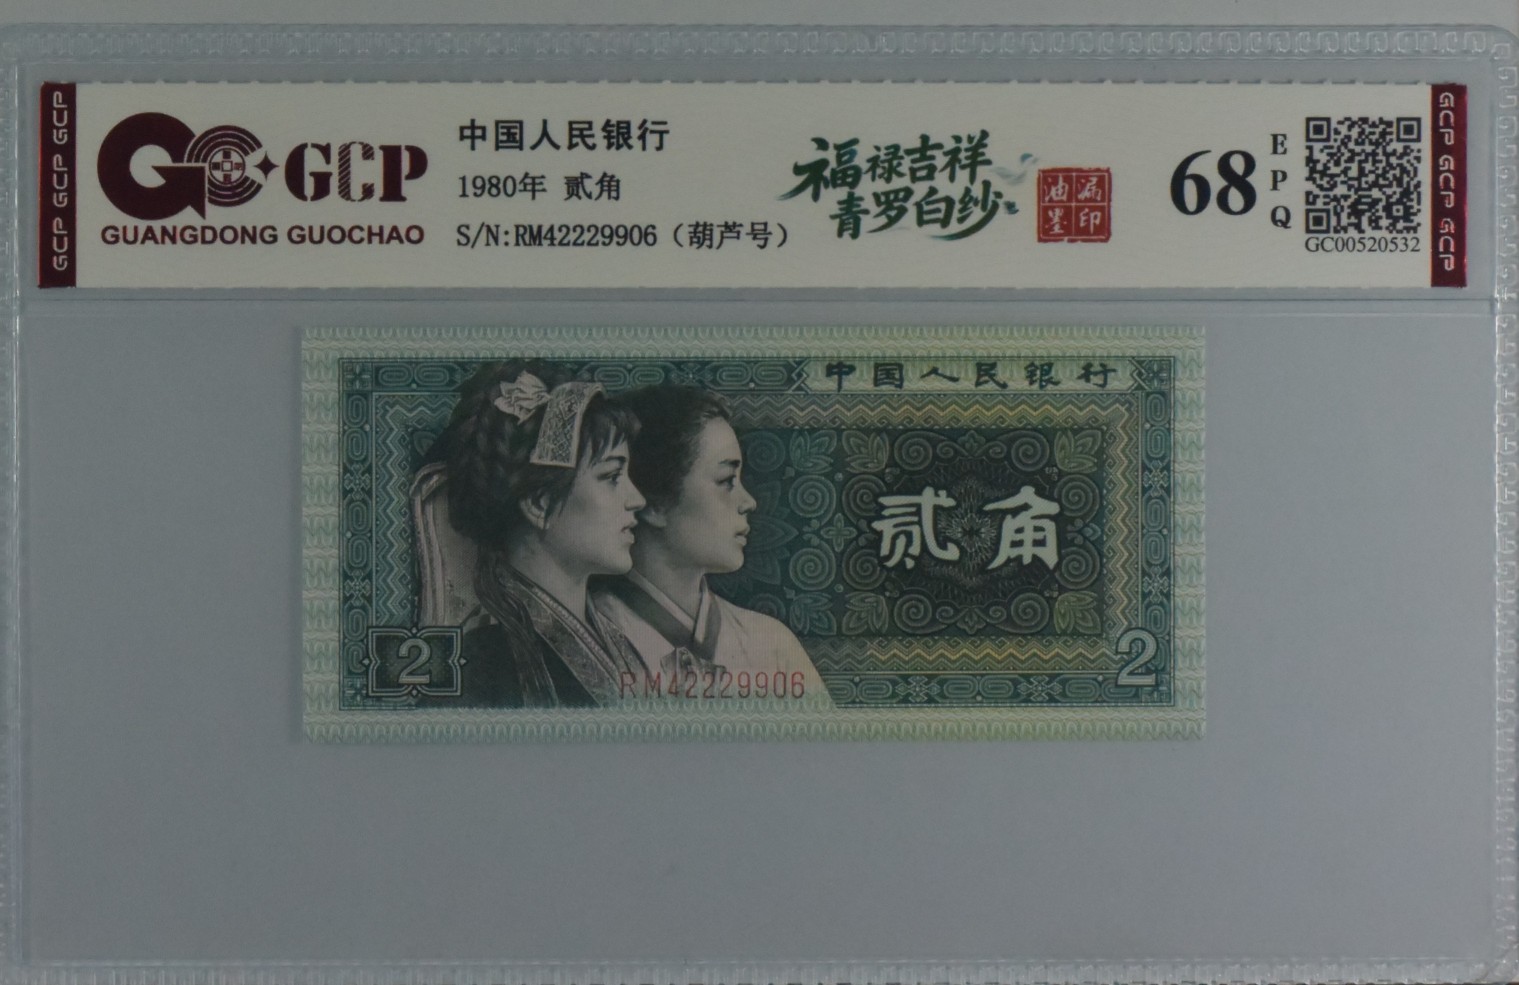 GCP GCP GCP
GCP
GUANGDONG GUOCHAO
中国人民银行
1980年 贰角
S/N:RM42229906（葫芦号）
福禄吉祥
青罗白纱
漏印
油墨
68
E
P
Q
GC00520532
GCP GCP GCP
中国人民银行
贰角
2
2
RM42229906